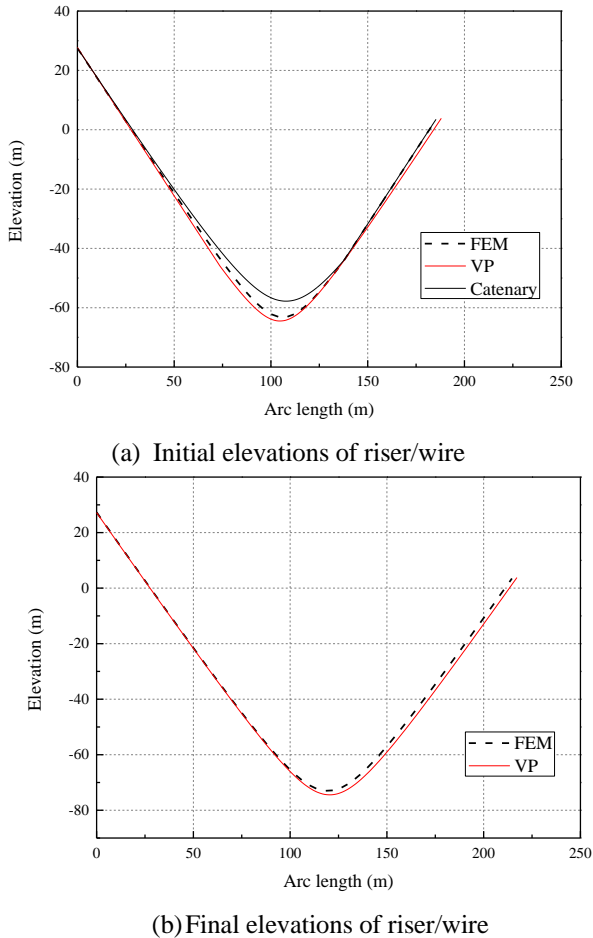 40
20
0
-20
-40
-60
-80
Elevation (m)
FEM
VP
Catenary
0 50 100 150 200 250
Arc length (m)
(a) Initial elevations of riser/wire
40
20
0
-20
-40
-60
-80
Elevation (m)
FEM
VP
0 50 100 150 200 250
Arc length (m)
(b)Final elevations of riser/wire